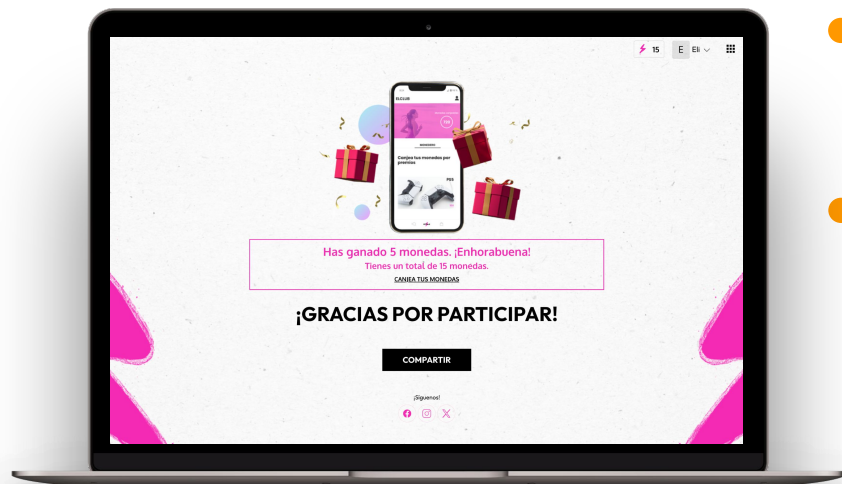 15 E Eli
ELCLUB
Canjea tus monedas por
premios
PS5
Has ganado 5 monedas. ¡Enhorabuena!
Tienes un total de 15 monedas.
CANJEA TUS MONEDAS
¡GRACIAS POR PARTICIPAR!
COMPARTIR
¡Síguenos!